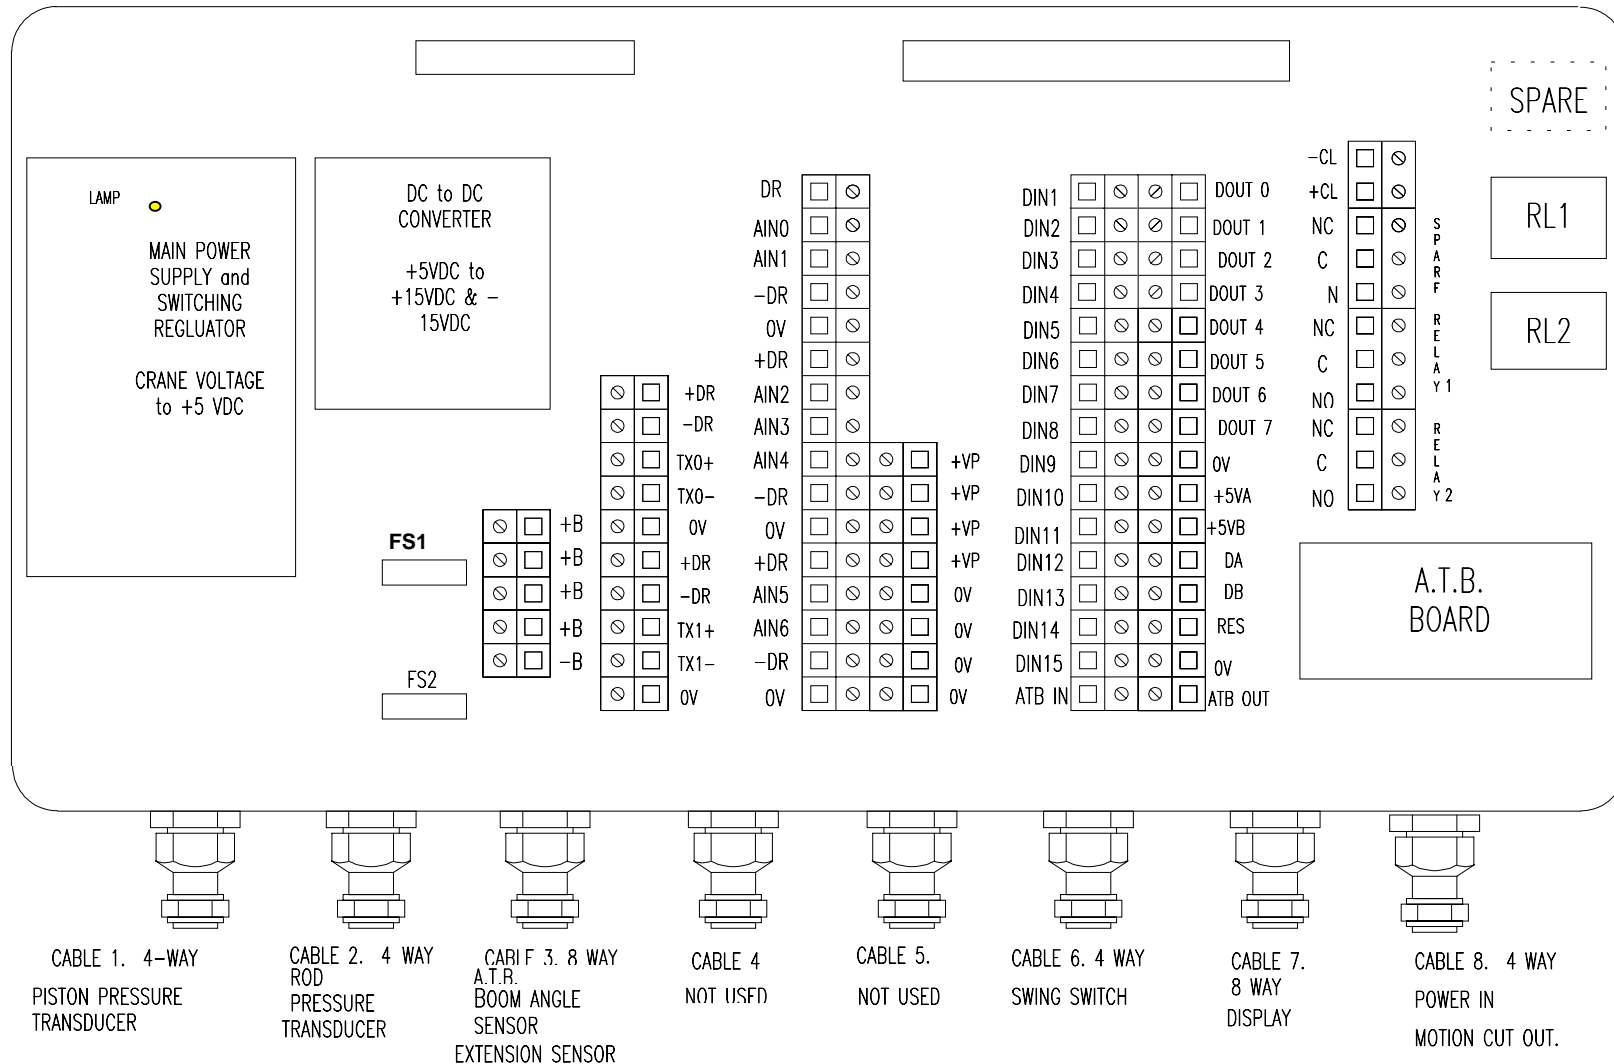 SPARE
LAMP
MAIN POWER
SUPPLY and
SWITCHING
REGLUATOR
CRANE VOLTAGE
to +5 VDC
DC to DC
CONVERTER
+5VDC to
+15VDC & -
15VDC
FS1
FS2
+B
+B
+B
+B
-B
+DR
-DR
TX0+
TX0-
0V
+DR
-DR
TX1+
TX1-
0V
DR
AIN0
AIN1
-DR
0V
+DR
AIN2
AIN3
AIN4
-DR
0V
+DR
AIN5
AIN6
-DR
0V
+VP
+VP
+VP
+VP
0V
0V
0V
0V
DIN1
DIN2
DIN3
DIN4
DIN5
DIN6
DIN7
DIN8
DIN9
DIN10
DIN11
DIN12
DIN13
DIN14
DIN15
ATB IN
DOUT 0
DOUT 1
DOUT 2
DOUT 3
DOUT 4
DOUT 5
DOUT 6
DOUT 7
0V
+5VA
+5VB
DA
DB
RES
0V
ATB OUT
-CL
+CL
NC
C
N
NC
C
NO
NC
C
NO
SPARE
RELAY 1
RELAY 2
RL1
RL2
A.T.B.
BOARD
CABLE 1. 4-WAY
PISTON PRESSURE
TRANSDUCER
CABLE 2. 4 WAY
ROD
PRESSURE
TRANSDUCER
CABLE 3. 8 WAY
A.T.B.
BOOM ANGLE
SENSOR
EXTENSION SENSOR
CABLE 4
NOT USED
CABLE 5.
NOT USED
CABLE 6. 4 WAY
SWING SWITCH
CABLE 7.
8 WAY
DISPLAY
CABLE 8. 4 WAY
POWER IN
MOTION CUT OUT.